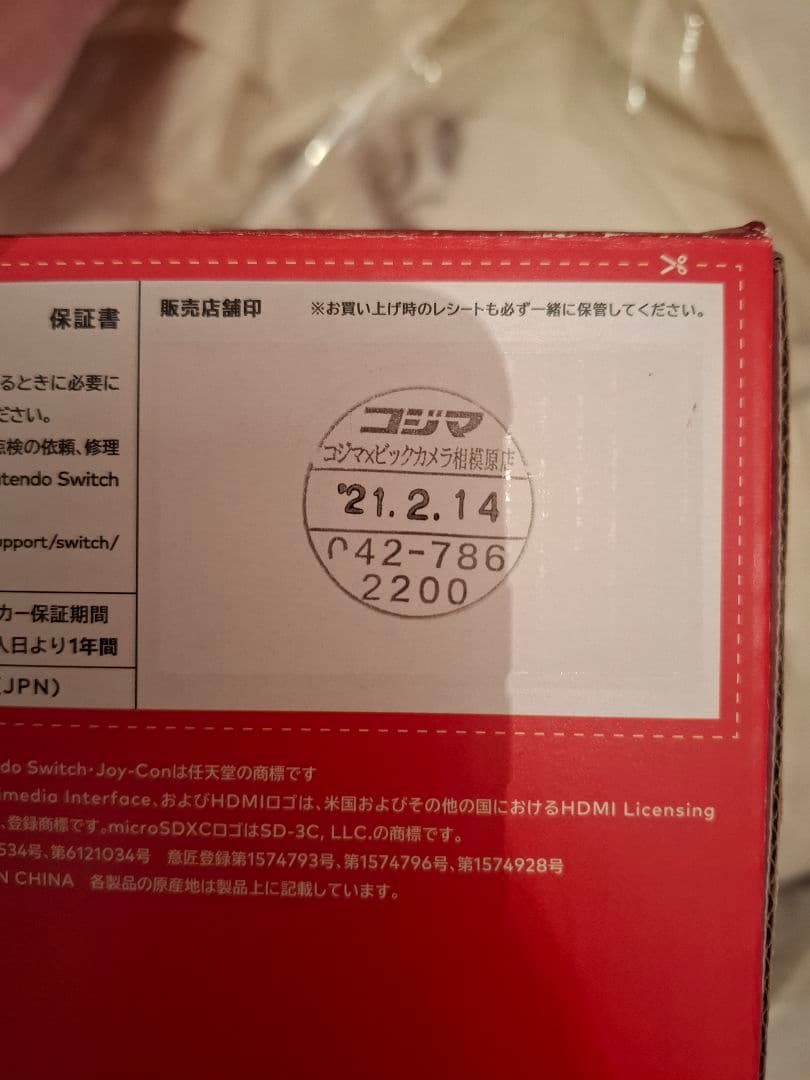 保証書
販売店舗印
※お買い上げ時のレシートも必ず一緒に保管してください。
るときに必要に
ださい。
点検の依頼、修理
ntendo Switch
upport/switch/
カー保証期間
入日より1年間
(JPN)
コジマ
コジマ×ビックカメラ相模原店
'21.2.14
042-786
2200
do Switch・Joy-Conは任天堂の商標です
imedia Interface、およびHDMIロゴは、米国およびその他の国におけるHDMI Licensing
、登録商標です。microSDXCロゴはSD-3C, LLC.の商標です。
534号、第6121034号 意匠登録第1574793号、第1574796号、第1574928号
N CHINA 各製品の原産地は製品上に記載しています。